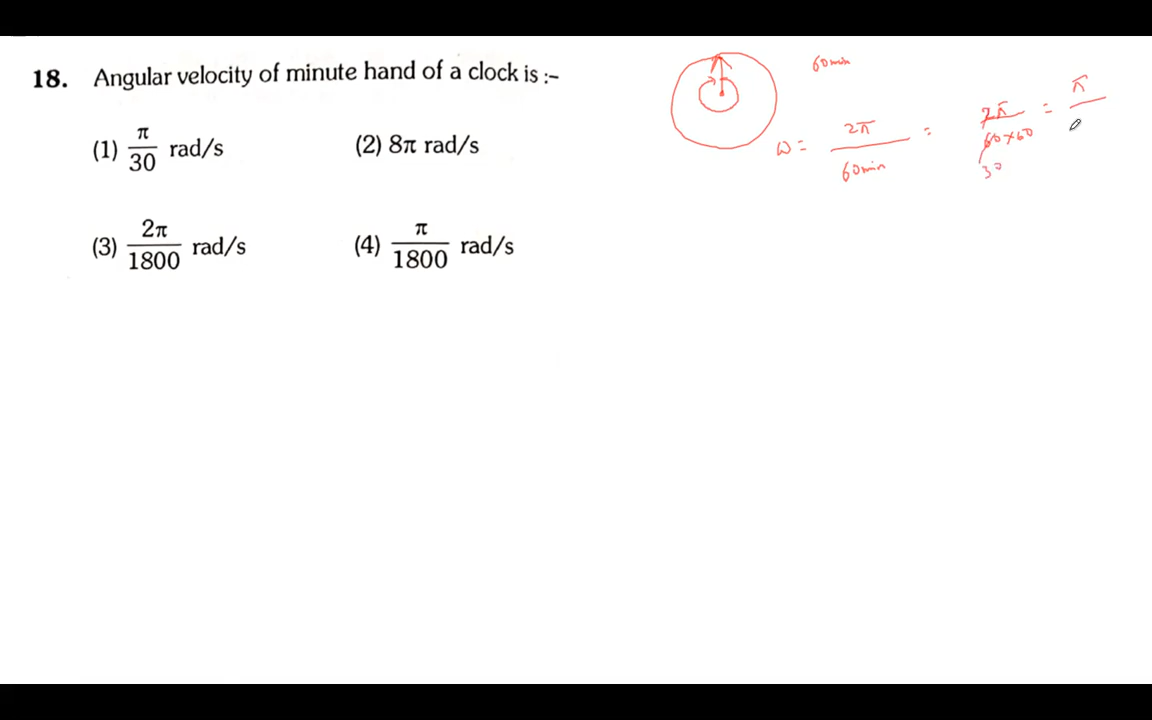 18. Angular velocity of minute hand of a clock is :-
(1) π/30 rad/s (2) 8π rad/s
(3) 2π/1800 rad/s (4) π/1800 rad/s
60min
ω = 2π/60min = 2π/60×60 = π/
30